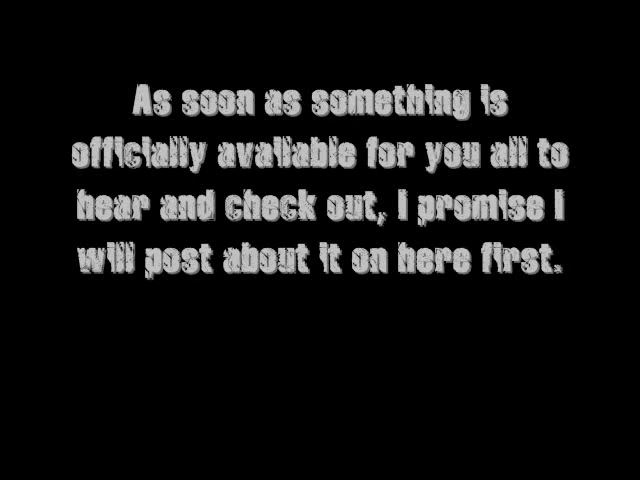 As soon as something is
officially available for you all to
hear and check out, I promise I
will post about it on here first.